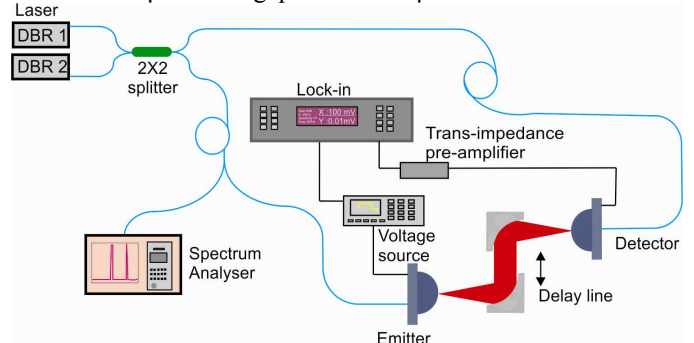 Laser
DBR 1
DBR 2
2X2
splitter
Lock-in
X :100 mV
Y :0.01mV
Trans-impedance
pre-amplifier
Voltage
source
Spectrum
Analyser
Detector
Delay line
Emitter